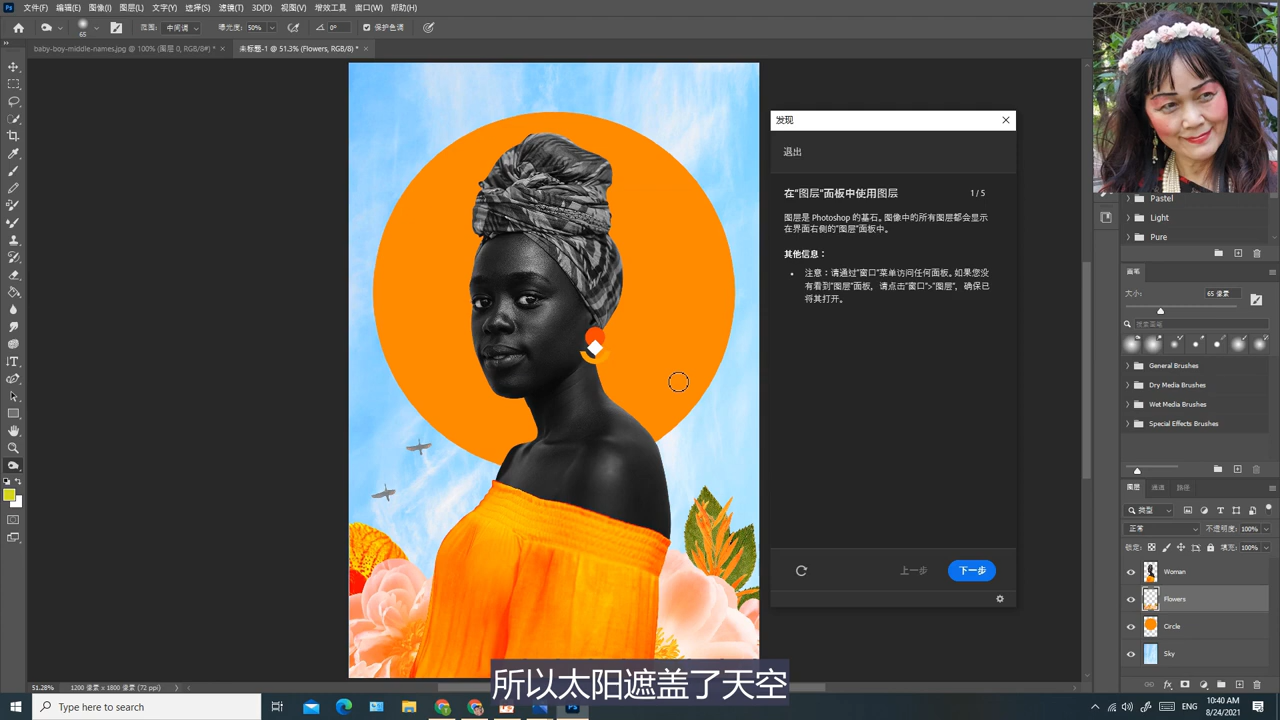 Ps 文件(F) 编辑(E) 图像(I) 图层(L) 文字(Y) 选择(S) 滤镜(T) 3D(D) 视图(V) 增效工具 窗口(W) 帮助(H)
65 范围: 中间调 曝光度: 50% 0° 保护色调
baby-boy-middle-names.jpg @ 100% (图层 0, RGB/8#) * × 未标题-1 @ 51.3% (Flowers, RGB/8) * ×
发现
退出
在“图层”面板中使用图层 1 / 5
图层是 Photoshop 的基石。图像中的所有图层都会显示
在界面右侧的“图层”面板中。
其他信息：
• 注意：请通过“窗口”菜单访问任何面板。如果您没
有看到“图层”面板，请点击“窗口”>“图层”，确保已
将其打开。
上一步 下一步
Pastel
Light
Pure
画笔
大小: 65 像素
搜索画笔
General Brushes
Dry Media Brushes
Wet Media Brushes
Special Effects Brushes
图层 通道 路径
类型
正常 不透明度: 100%
锁定: 填充: 100%
Woman
Flowers
Circle
Sky
fx
51.28% 1200 像素 x 1800 像素 (72 ppi)
所以太阳遮盖了天空
Type here to search
Ps
ENG
10:40 AM
8/24/2021